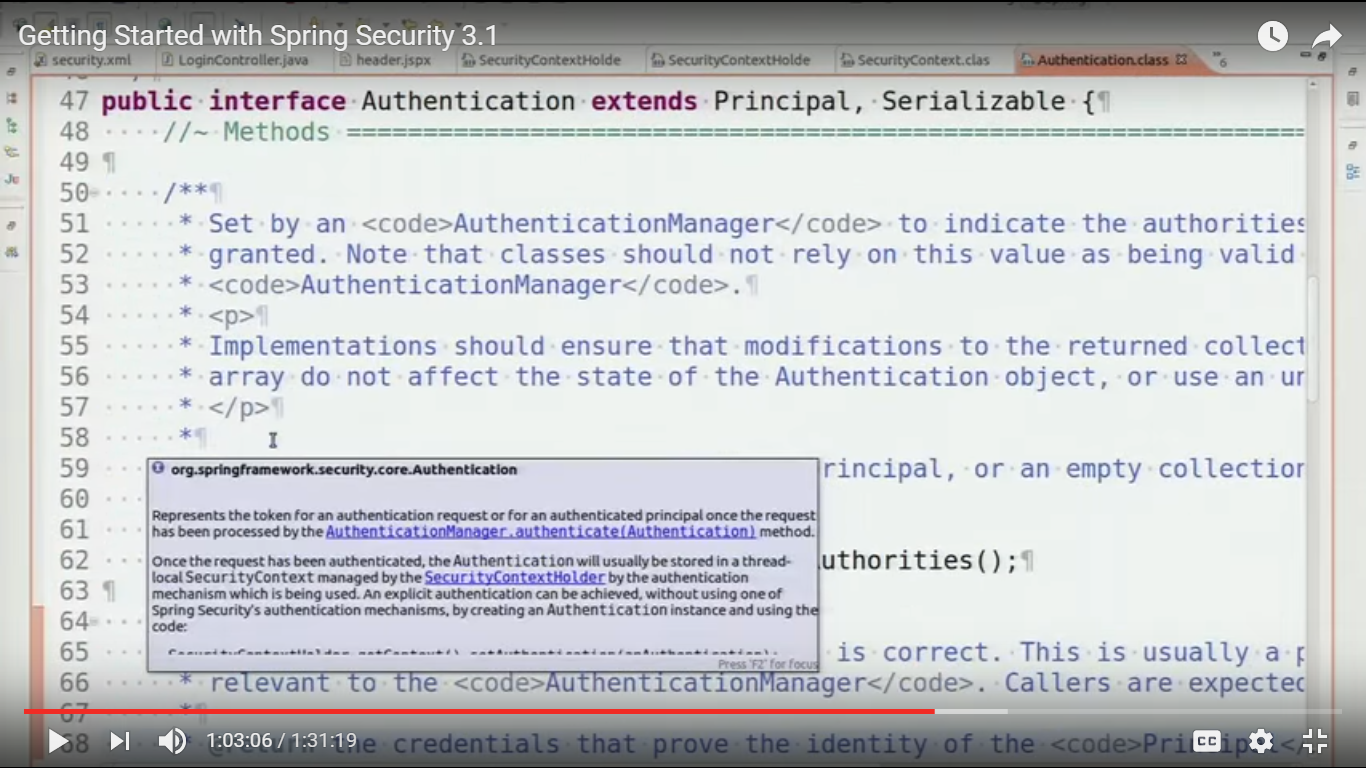 Getting Started with Spring Security 3.1
security.xml LoginController.java header.jspx SecurityContextHolde SecurityContextHolde SecurityContext.clas Authentication.class "6
47 public interface Authentication extends Principal, Serializable {¶
48 //~ Methods ===============================================================
49 ¶
50 /**¶
51 * Set by an <code>AuthenticationManager</code> to indicate the authorities
52 * granted. Note that classes should not rely on this value as being valid
53 * <code>AuthenticationManager</code>.¶
54 * <p>¶
55 * Implementations should ensure that modifications to the returned collect
56 * array do not affect the state of the Authentication object, or use an un
57 * </p>¶
58 *¶
59 rincipal, or an empty collection
60
61
62 uthorities();¶
63 ¶
64
65 is correct. This is usually a p
66 * relevant to the <code>AuthenticationManager</code>. Callers are expected
67 *¶
68 the credentials that prove the identity of the <code>Principal</
org.springframework.security.core.Authentication
Represents the token for an authentication request or for an authenticated principal once the request
has been processed by the AuthenticationManager.authenticate(Authentication) method.
Once the request has been authenticated, the Authentication will usually be stored in a thread-
local SecurityContext managed by the SecurityContextHolder by the authentication
mechanism which is being used. An explicit authentication can be achieved, without using one of
Spring Security's authentication mechanisms, by creating an Authentication instance and using the
code:
SecurityContextHolder.getContext().setAuthentication(anAuthentication);
Press 'F2' for focus
1:03:06 / 1:31:19
CC